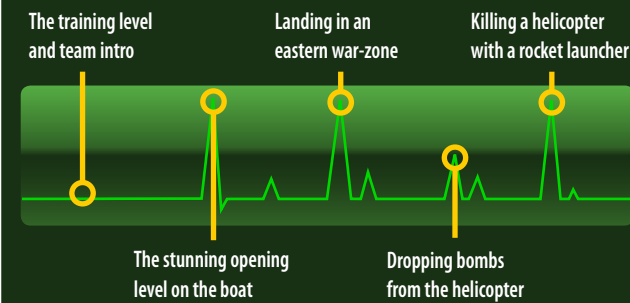 The training level
and team intro
Landing in an
eastern war-zone
Killing a helicopter
with a rocket launcher
The stunning opening
level on the boat
Dropping bombs
from the helicopter